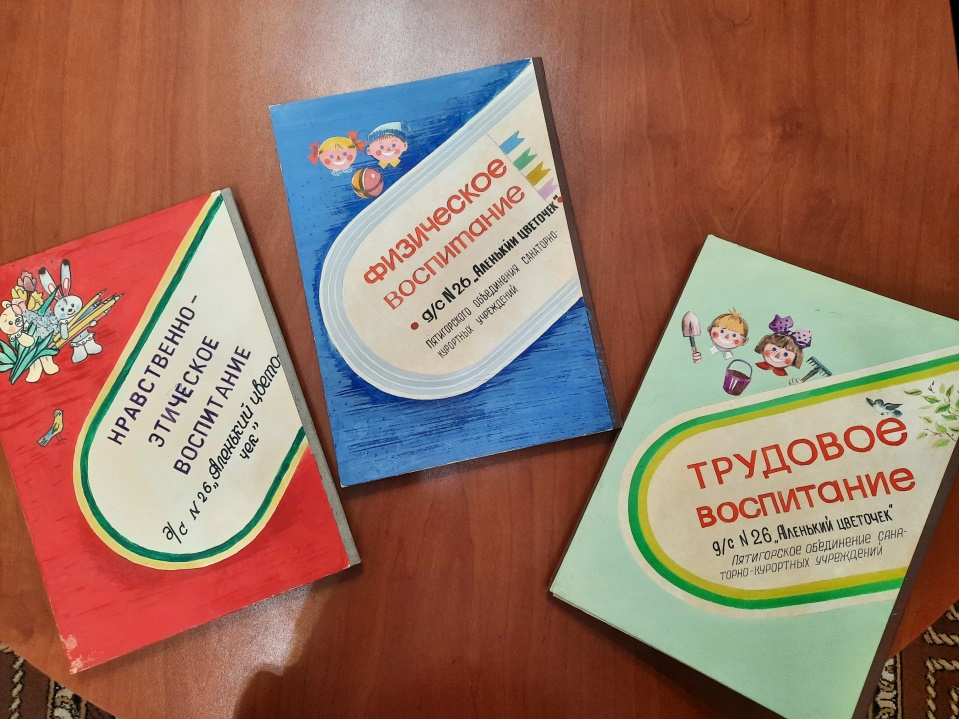 НРАВСТВЕННО-
ЭТИЧЕСКОЕ
ВОСПИТАНИЕ
д/с N 26 „Аленький цвето-
чек"
ФИЗИЧЕСКОЕ
ВОСПИТАНИЕ
• д/с N 26 „Аленький цветочек" •
ПЯТИГОРСКОГО ОБЪЕДИНЕНИЯ САНАТОРНО-
КУРОРТНЫХ УЧРЕЖДЕНИЙ
ТРУДОВОЕ
ВОСПИТАНИЕ
д/с N 26 „Аленький цветочек"
ПЯТИГОРСКОЕ ОБЪЕДИНЕНИЕ САНА-
ТОРНО-КУРОРТНЫХ УЧРЕЖДЕНИЙ